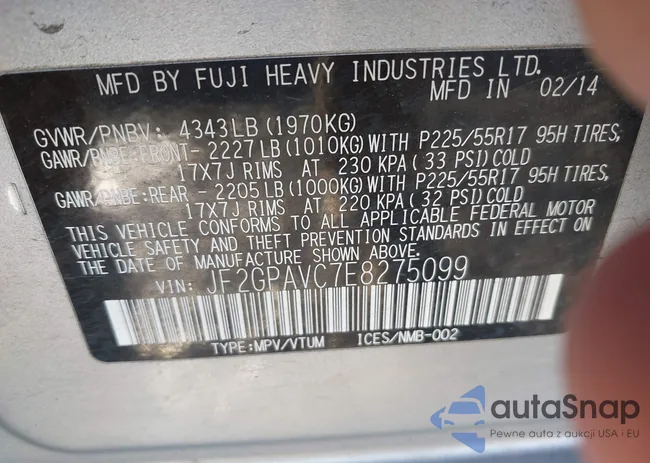 MFD BY FUJI HEAVY INDUSTRIES LTD.
MFD IN 02/14
GVWR/PNBV: 4343LB (1970KG)
GAWR/PNBE:FRONT- 2227LB (1010KG)WITH P225/55R17 95H TIRES,
17X7J RIMS AT 230 KPA (33 PSI)COLD
GAWR/PNBE:REAR - 2205LB (1000KG)WITH P225/55R17 95H TIRES,
17X7J RIMS AT 220 KPA (32 PSI)COLD
THIS VEHICLE CONFORMS TO ALL APPLICABLE FEDERAL MOTOR
VEHICLE SAFETY AND THEFT PREVENTION STANDARDS IN EFFECT ON
THE DATE OF MANUFACTURE SHOWN ABOVE.
VIN: JF2GPAVC7E8275099
TYPE:MPV/VTUM ICES/NMB-002
autaSnap
Pewne auta z aukcji USA i EU